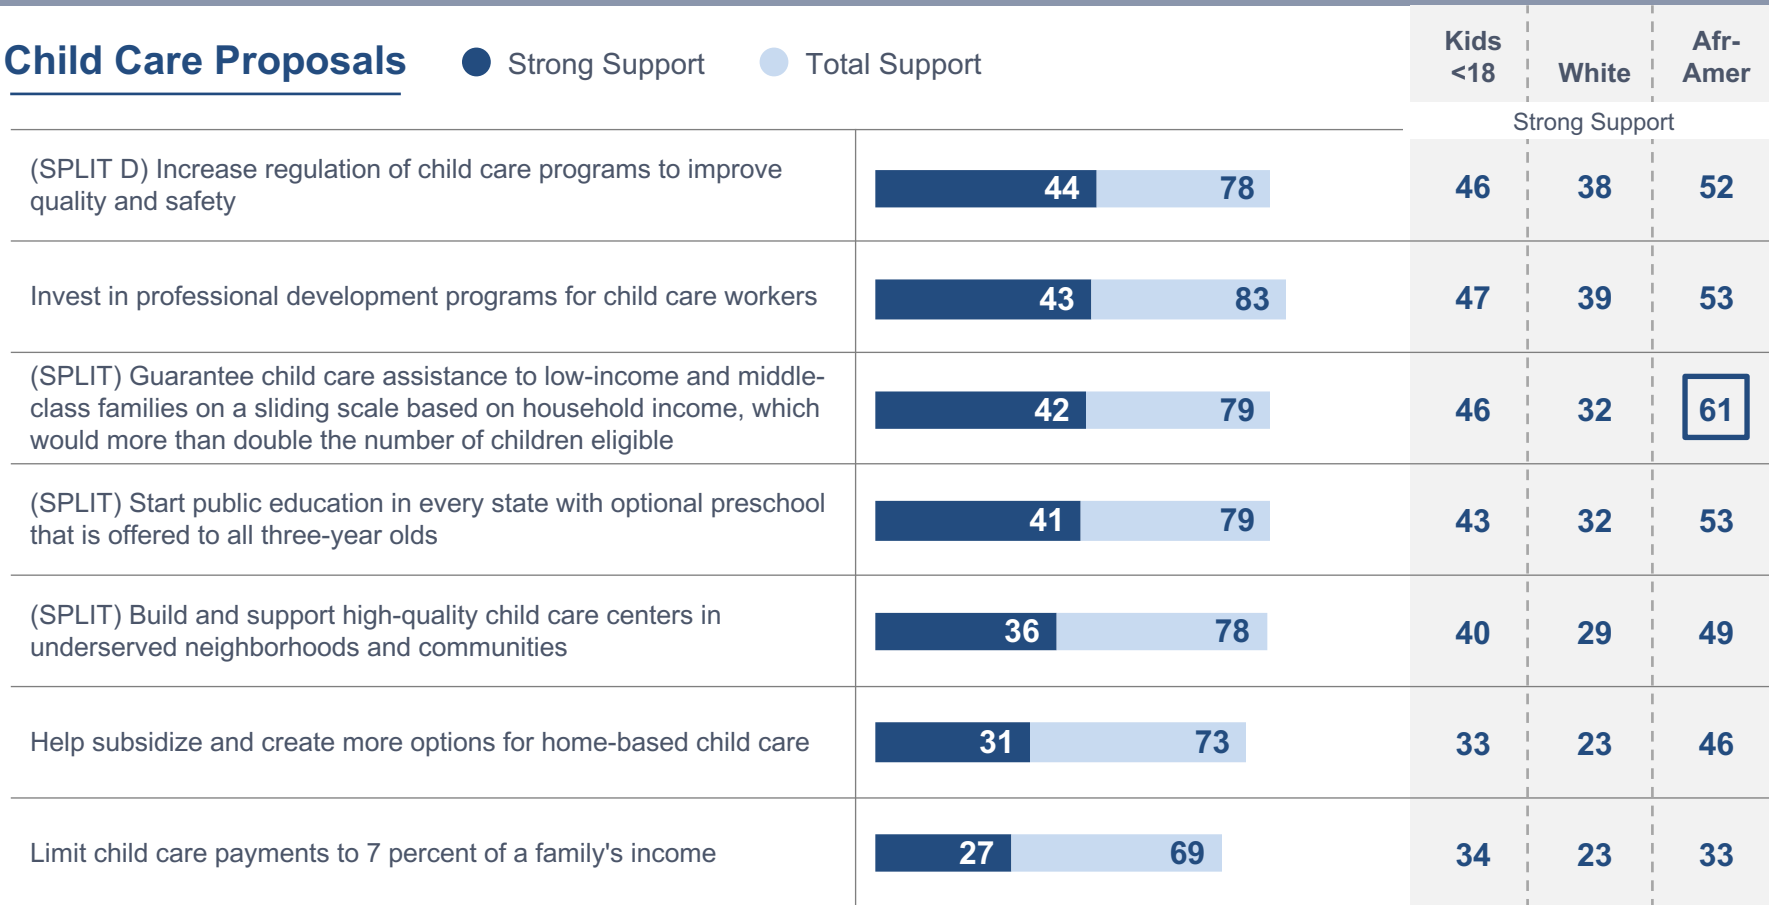 Child Care Proposals
Strong Support
Total Support
Kids
<18
White
Afr-
Amer
Strong Support
(SPLIT D) Increase regulation of child care programs to improve
quality and safety
44 78 46 38 52
Invest in professional development programs for child care workers
43 83 47 39 53
(SPLIT) Guarantee child care assistance to low-income and middle-
class families on a sliding scale based on household income, which
would more than double the number of children eligible
42 79 46 32 61
(SPLIT) Start public education in every state with optional preschool
that is offered to all three-year olds
41 79 43 32 53
(SPLIT) Build and support high-quality child care centers in
underserved neighborhoods and communities
36 78 40 29 49
Help subsidize and create more options for home-based child care
31 73 33 23 46
Limit child care payments to 7 percent of a family's income
27 69 34 23 33